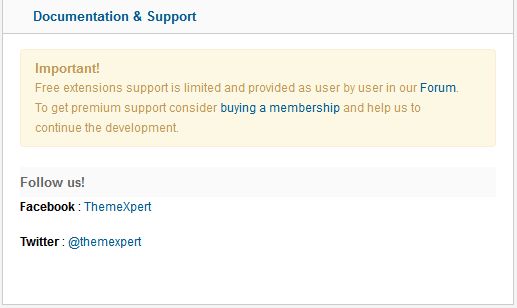 Documentation & Support
Important!
Free extensions support is limited and provided as user by user in our Forum.
To get premium support consider buying a membership and help us to
continue the development.
Follow us!
Facebook : ThemeXpert
Twitter : @themexpert